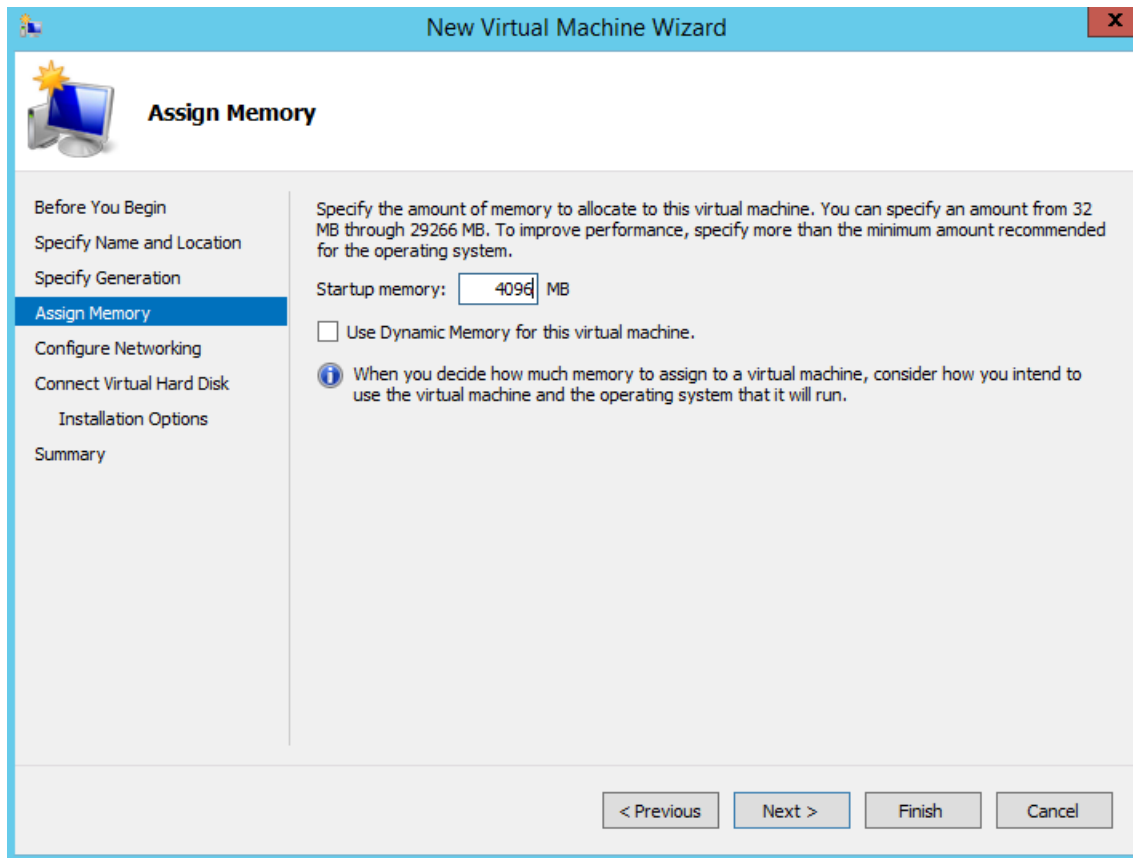 New Virtual Machine Wizard
x
Assign Memory
Before You Begin
Specify Name and Location
Specify Generation
Assign Memory
Configure Networking
Connect Virtual Hard Disk
Installation Options
Summary
Specify the amount of memory to allocate to this virtual machine. You can specify an amount from 32
MB through 29266 MB. To improve performance, specify more than the minimum amount recommended
for the operating system.
Startup memory: 4096 MB
Use Dynamic Memory for this virtual machine.
When you decide how much memory to assign to a virtual machine, consider how you intend to
use the virtual machine and the operating system that it will run.
< Previous Next > Finish Cancel